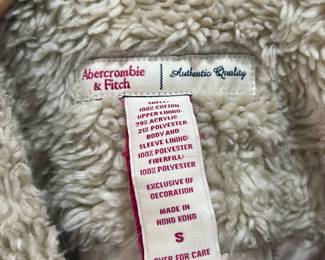 Abercrombie
& Fitch
Authentic Quality
SHELL:
100% COTTON
UPPER LINING:
79% ACRYLIC
21% POLYESTER
BODY AND
SLEEVE LINING:
100% POLYESTER
FIBERFILL:
100% POLYESTER
EXCLUSIVE OF
DECORATION
MADE IN
HONG KONG
S
OVER FOR CARE